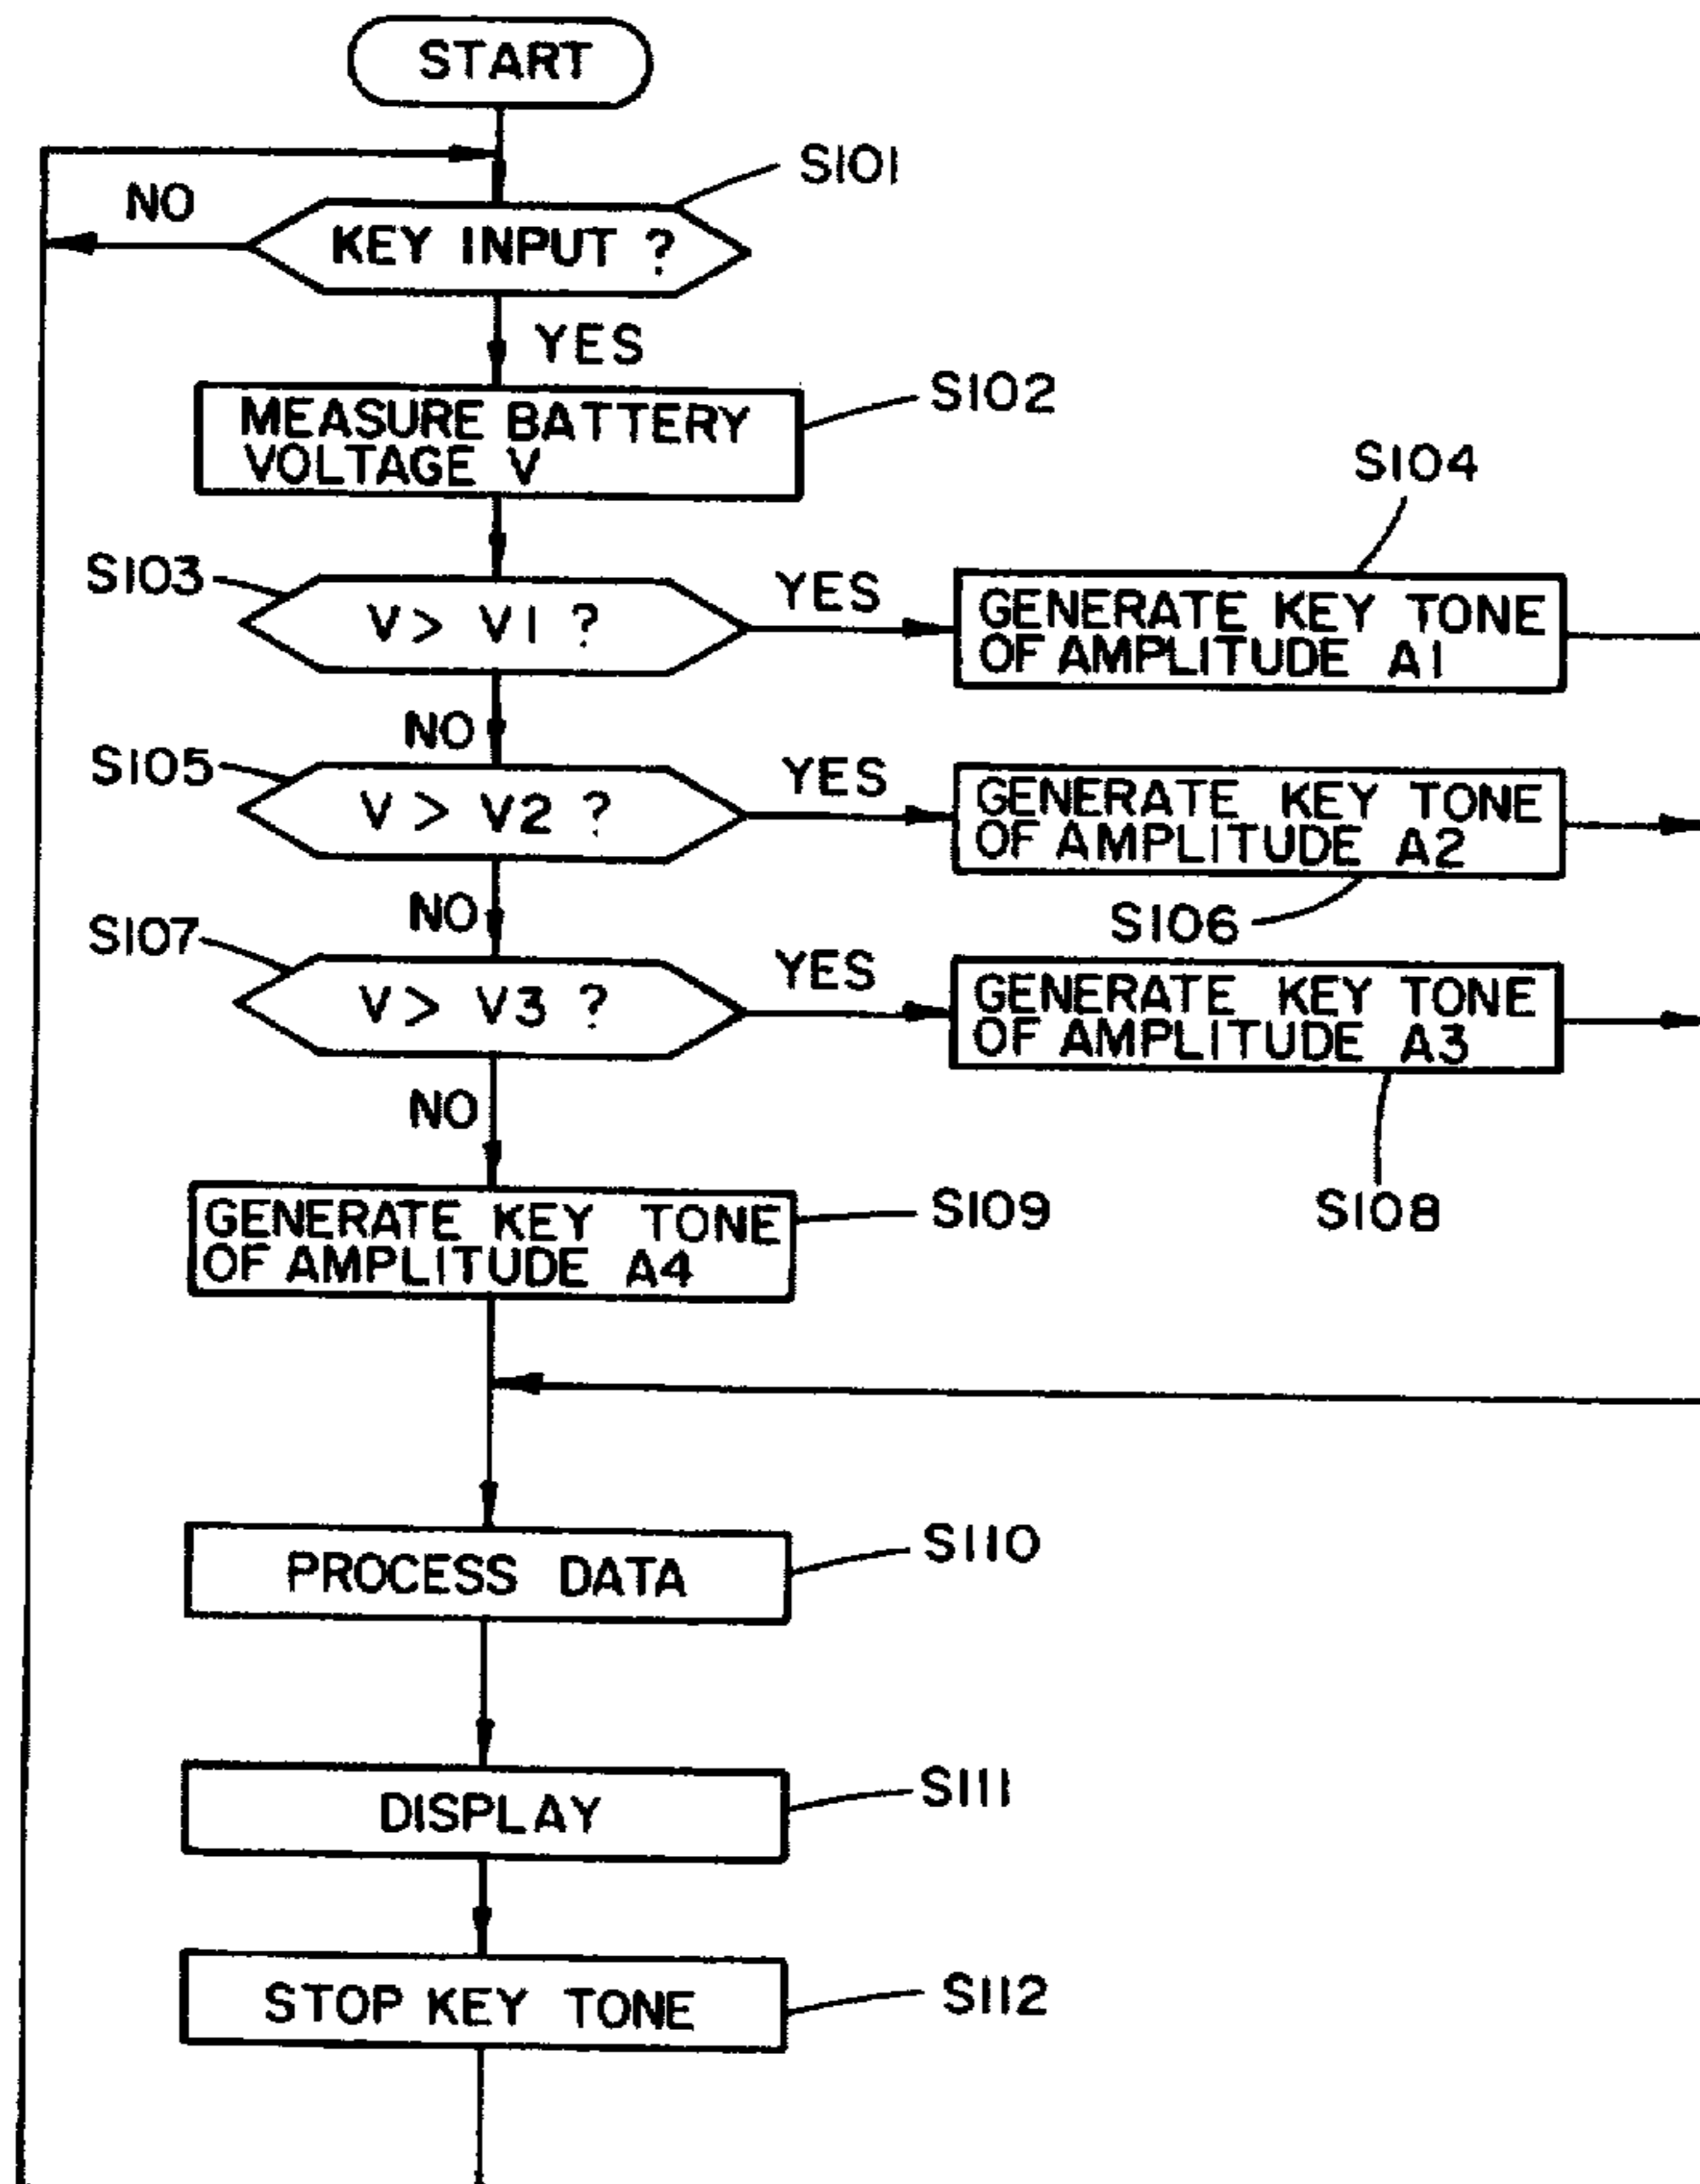 START
S101
NO
KEY INPUT ?
YES
S102
MEASURE BATTERY
VOLTAGE V
S104
S103
V > V1 ?
YES
GENERATE KEY TONE
OF AMPLITUDE A1
NO
S105
V > V2 ?
YES
GENERATE KEY TONE
OF AMPLITUDE A2
S106
NO
S107
V > V3 ?
YES
GENERATE KEY TONE
OF AMPLITUDE A3
S108
NO
S109
GENERATE KEY TONE
OF AMPLITUDE A4
S110
PROCESS DATA
S111
DISPLAY
S112
STOP KEY TONE